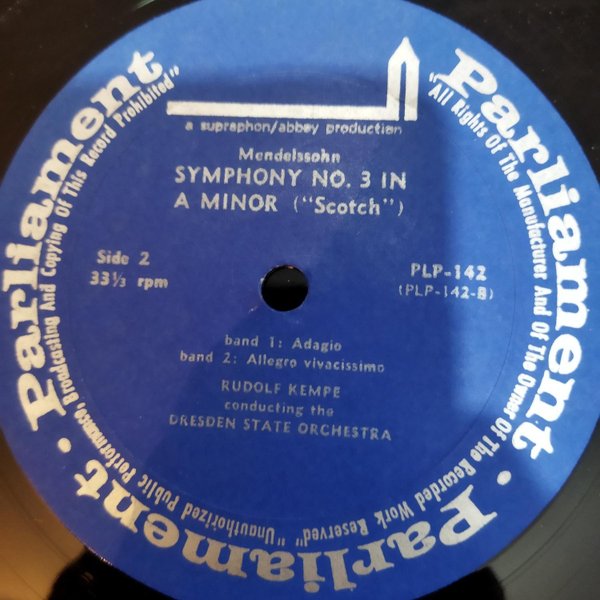 a supraphon/abbey production
Mendelssohn
SYMPHONY NO. 3 IN
A MINOR ("Scotch")
Side 2
33⅓ rpm
PLP-142
(PLP-142-B)
band 1: Adagio
band 2: Allegro vivacissimo
RUDOLF KEMPE
conducting the
DRESDEN STATE ORCHESTRA
Parliament • Parliament • Parliament • Parliament
"All Rights Of The Manufacturer And Of The Owner Of The Recorded Work Reserved" "Unauthorized Public Performance, Broadcasting And Copying Of This Record Prohibited"